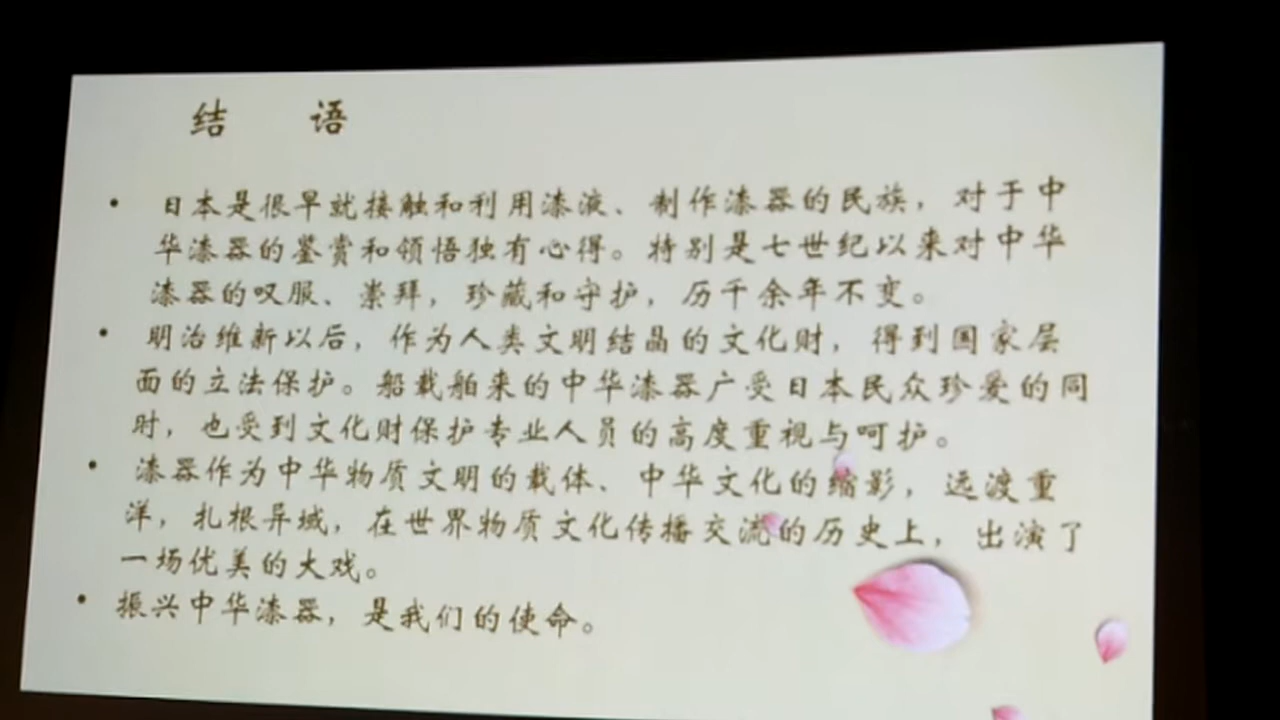 结 语
• 日本是很早就接触和利用漆液、制作漆器的民族，对于中
华漆器的鉴赏和领悟独有心得。特别是七世纪以来对中华
漆器的叹服、崇拜，珍藏和守护，历千余年不变。
• 明治维新以后，作为人类文明结晶的文化财，得到国家层
面的立法保护。船载舶来的中华漆器广受日本民众珍爱的同
时，也受到文化财保护专业人员的高度重视与呵护。
• 漆器作为中华物质文明的载体、中华文化的缩影，远渡重
洋，扎根异域，在世界物质文化传播交流的历史上，出演了
一场优美的大戏。
• 振兴中华漆器，是我们的使命。